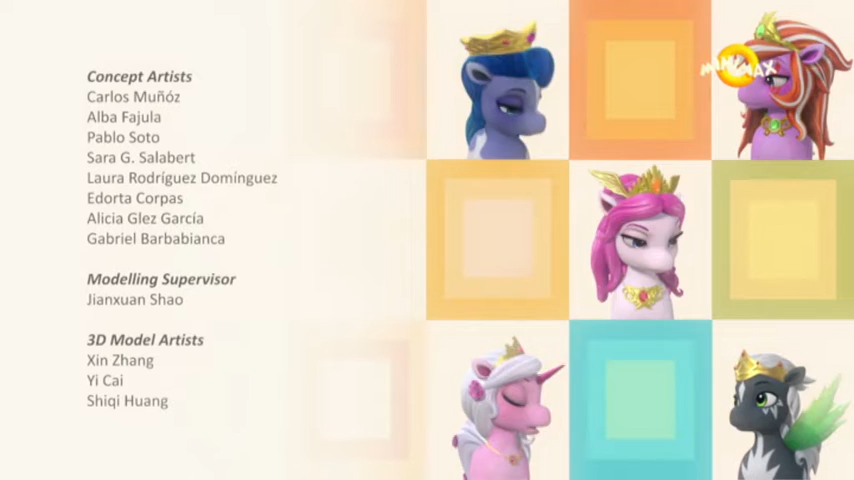 Concept Artists
Carlos Muñóz
Alba Fajula
Pablo Soto
Sara G. Salabert
Laura Rodríguez Domínguez
Edorta Corpas
Alicia Glez García
Gabriel Barbabianca
Modelling Supervisor
Jianxuan Shao
3D Model Artists
Xin Zhang
Yi Cai
Shiqi Huang
MINIMAX